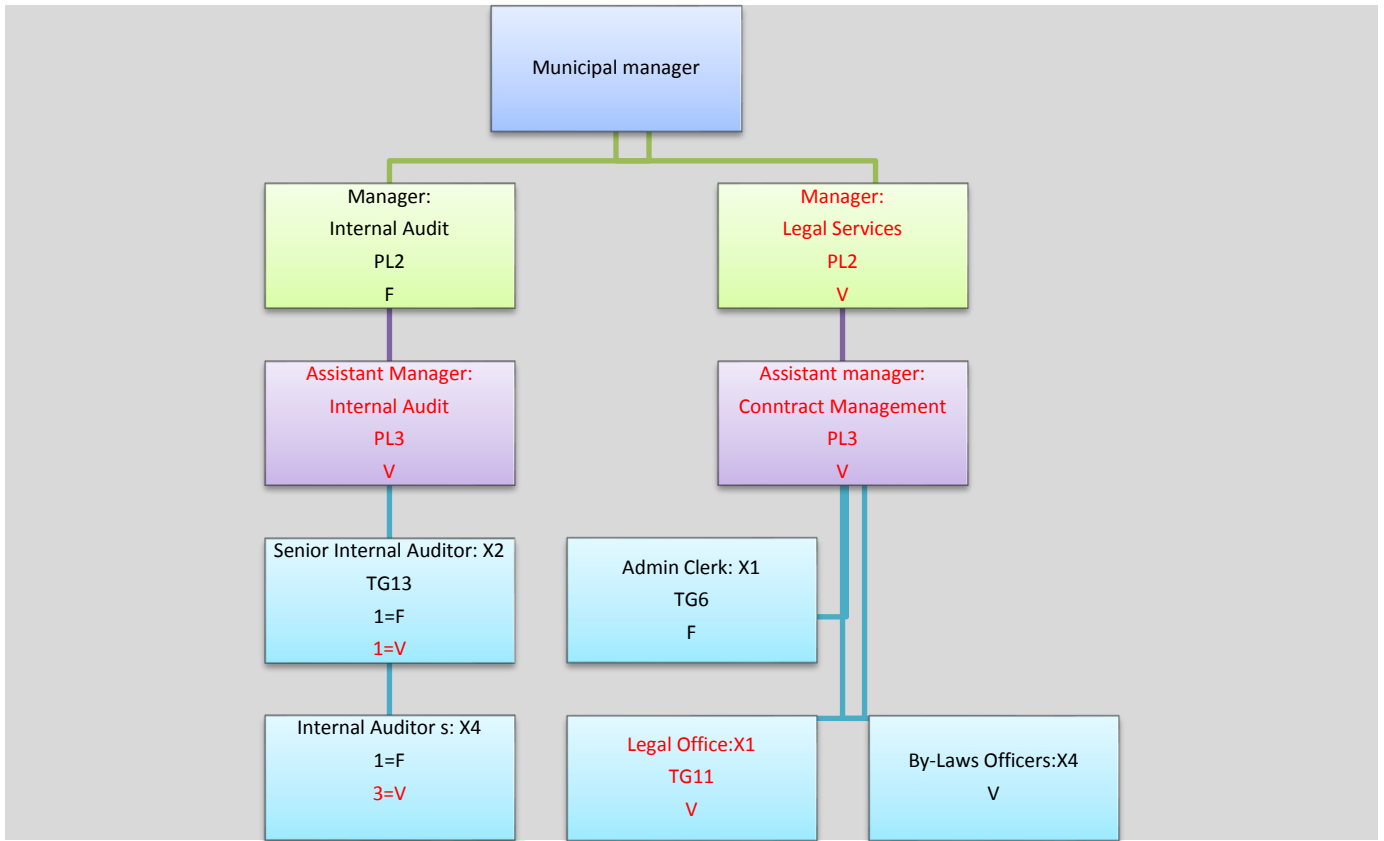 Municipal manager
Manager:
Internal Audit
PL2
F
Manager:
Legal Services
PL2
V
Assistant Manager:
Internal Audit
PL3
V
Assistant manager:
Conntract Management
PL3
V
Senior Internal Auditor: X2
TG13
1=F
1=V
Admin Clerk: X1
TG6
F
Internal Auditor s: X4
1=F
3=V
Legal Office:X1
TG11
V
By-Laws Officers:X4
V